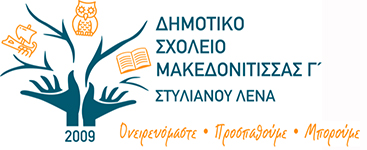 ΔΗΜΟΤΙΚΟ
ΣΧΟΛΕΙΟ
ΜΑΚΕΔΟΝΙΤΙΣΣΑΣ Γ΄
ΣΤΥΛΙΑΝΟΥ ΛΕΝΑ
2009
Ονειρευόμαστε • Προσπαθούμε • Μπορούμε